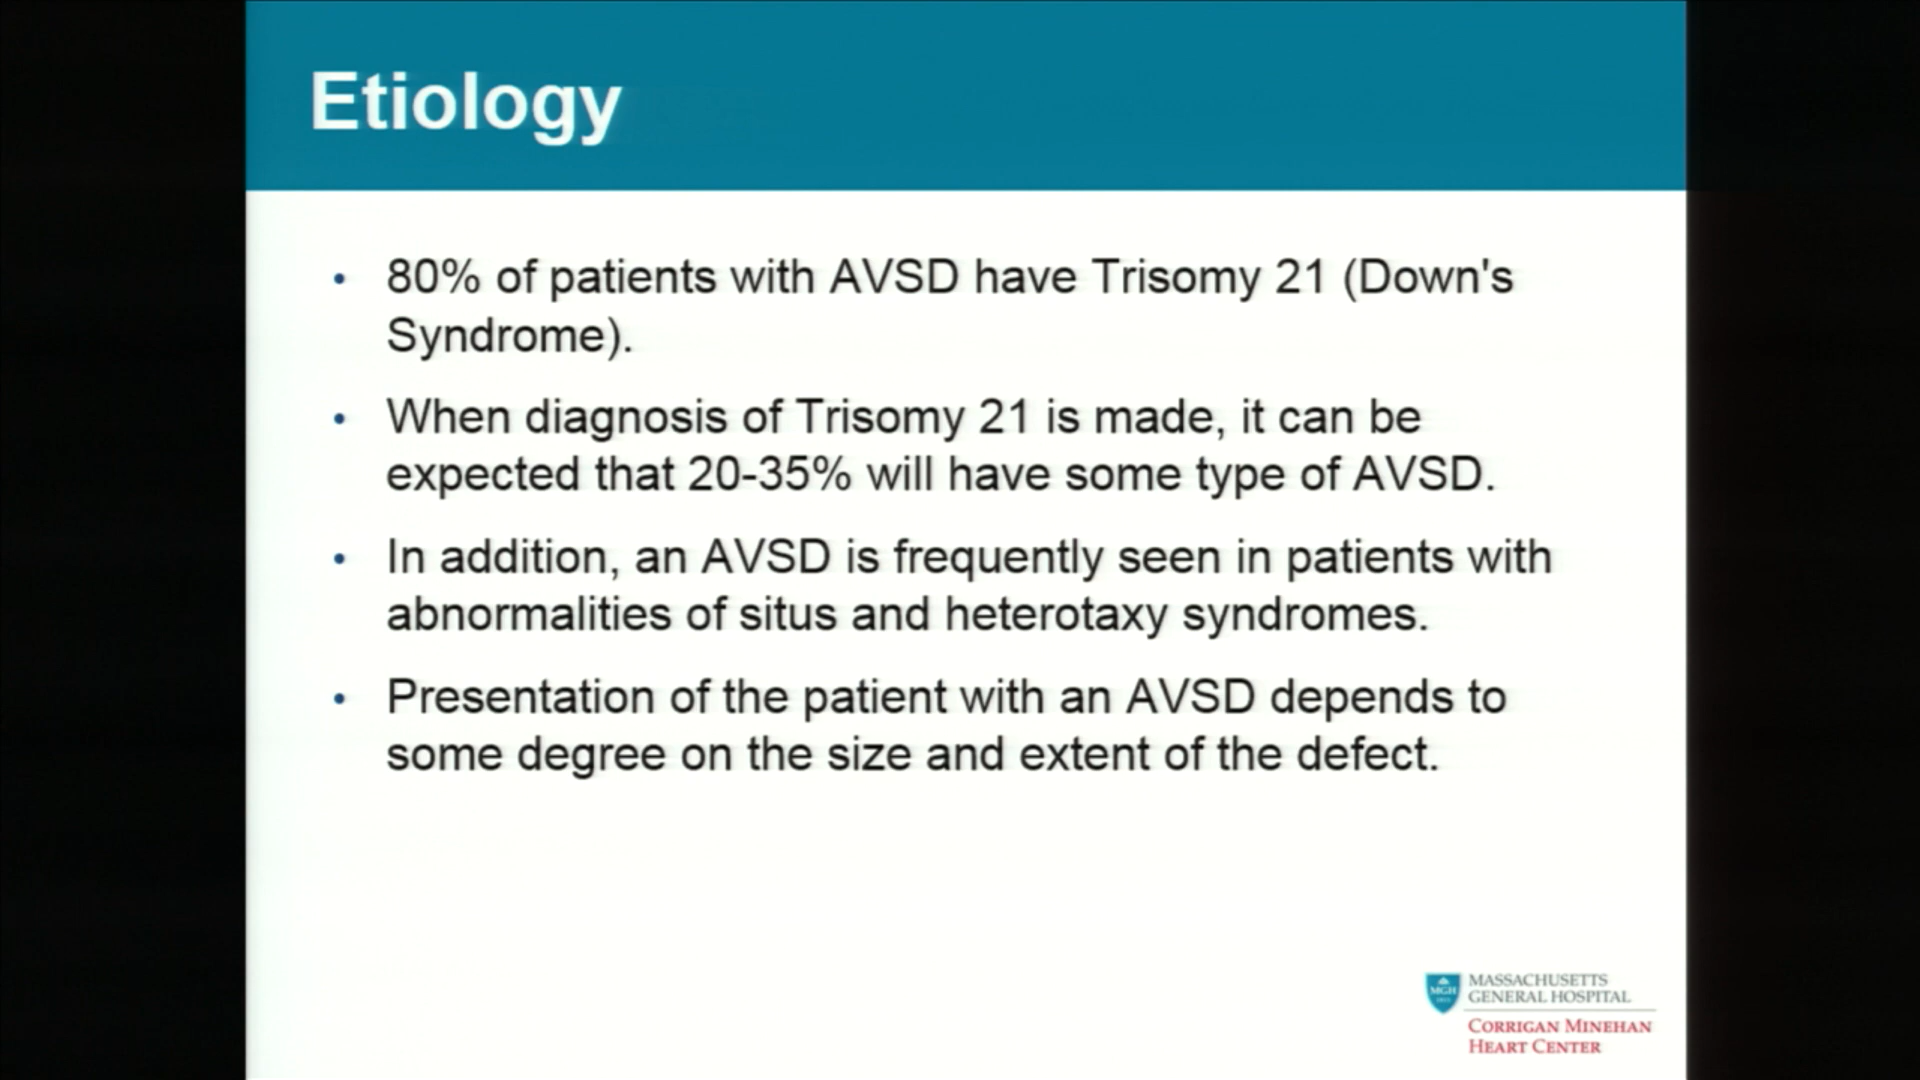 Etiology
• 80% of patients with AVSD have Trisomy 21 (Down's
Syndrome).
• When diagnosis of Trisomy 21 is made, it can be
expected that 20-35% will have some type of AVSD.
• In addition, an AVSD is frequently seen in patients with
abnormalities of situs and heterotaxy syndromes.
• Presentation of the patient with an AVSD depends to
some degree on the size and extent of the defect.
MGH
MASSACHUSETTS
GENERAL HOSPITAL
CORRIGAN MINEHAN
HEART CENTER